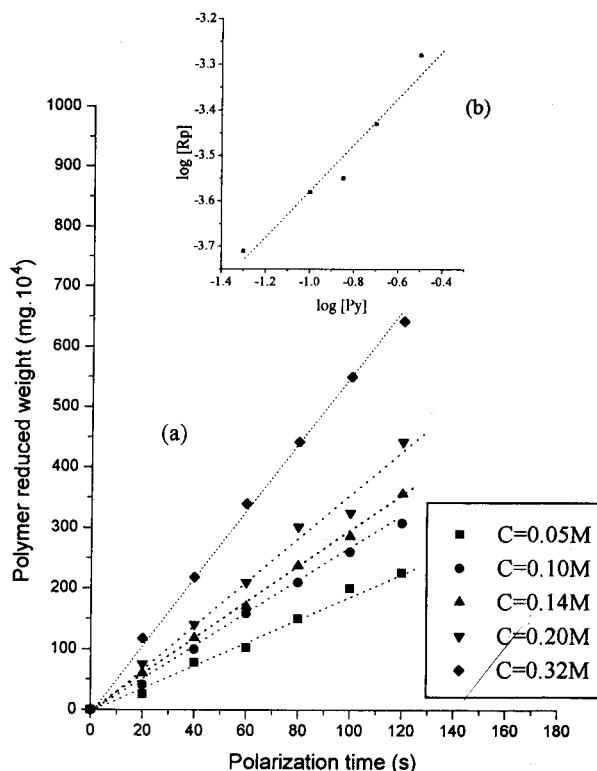 -3.2
-3.3
-3.4
-3.5
-3.6
-3.7
log [Rp]
-1.4 -1.2 -1.0 -0.8 -0.6 -0.4
log [Py]
(b)
1000
900
800
700
600
550
500
400
300
200
100
0
Polymer reduced weight (mg.10⁴)
(a)
C=0.05M
C=0.10M
C=0.14M
C=0.20M
C=0.32M
0 20 40 60 80 100 120 140 160 180
Polarization time (s)